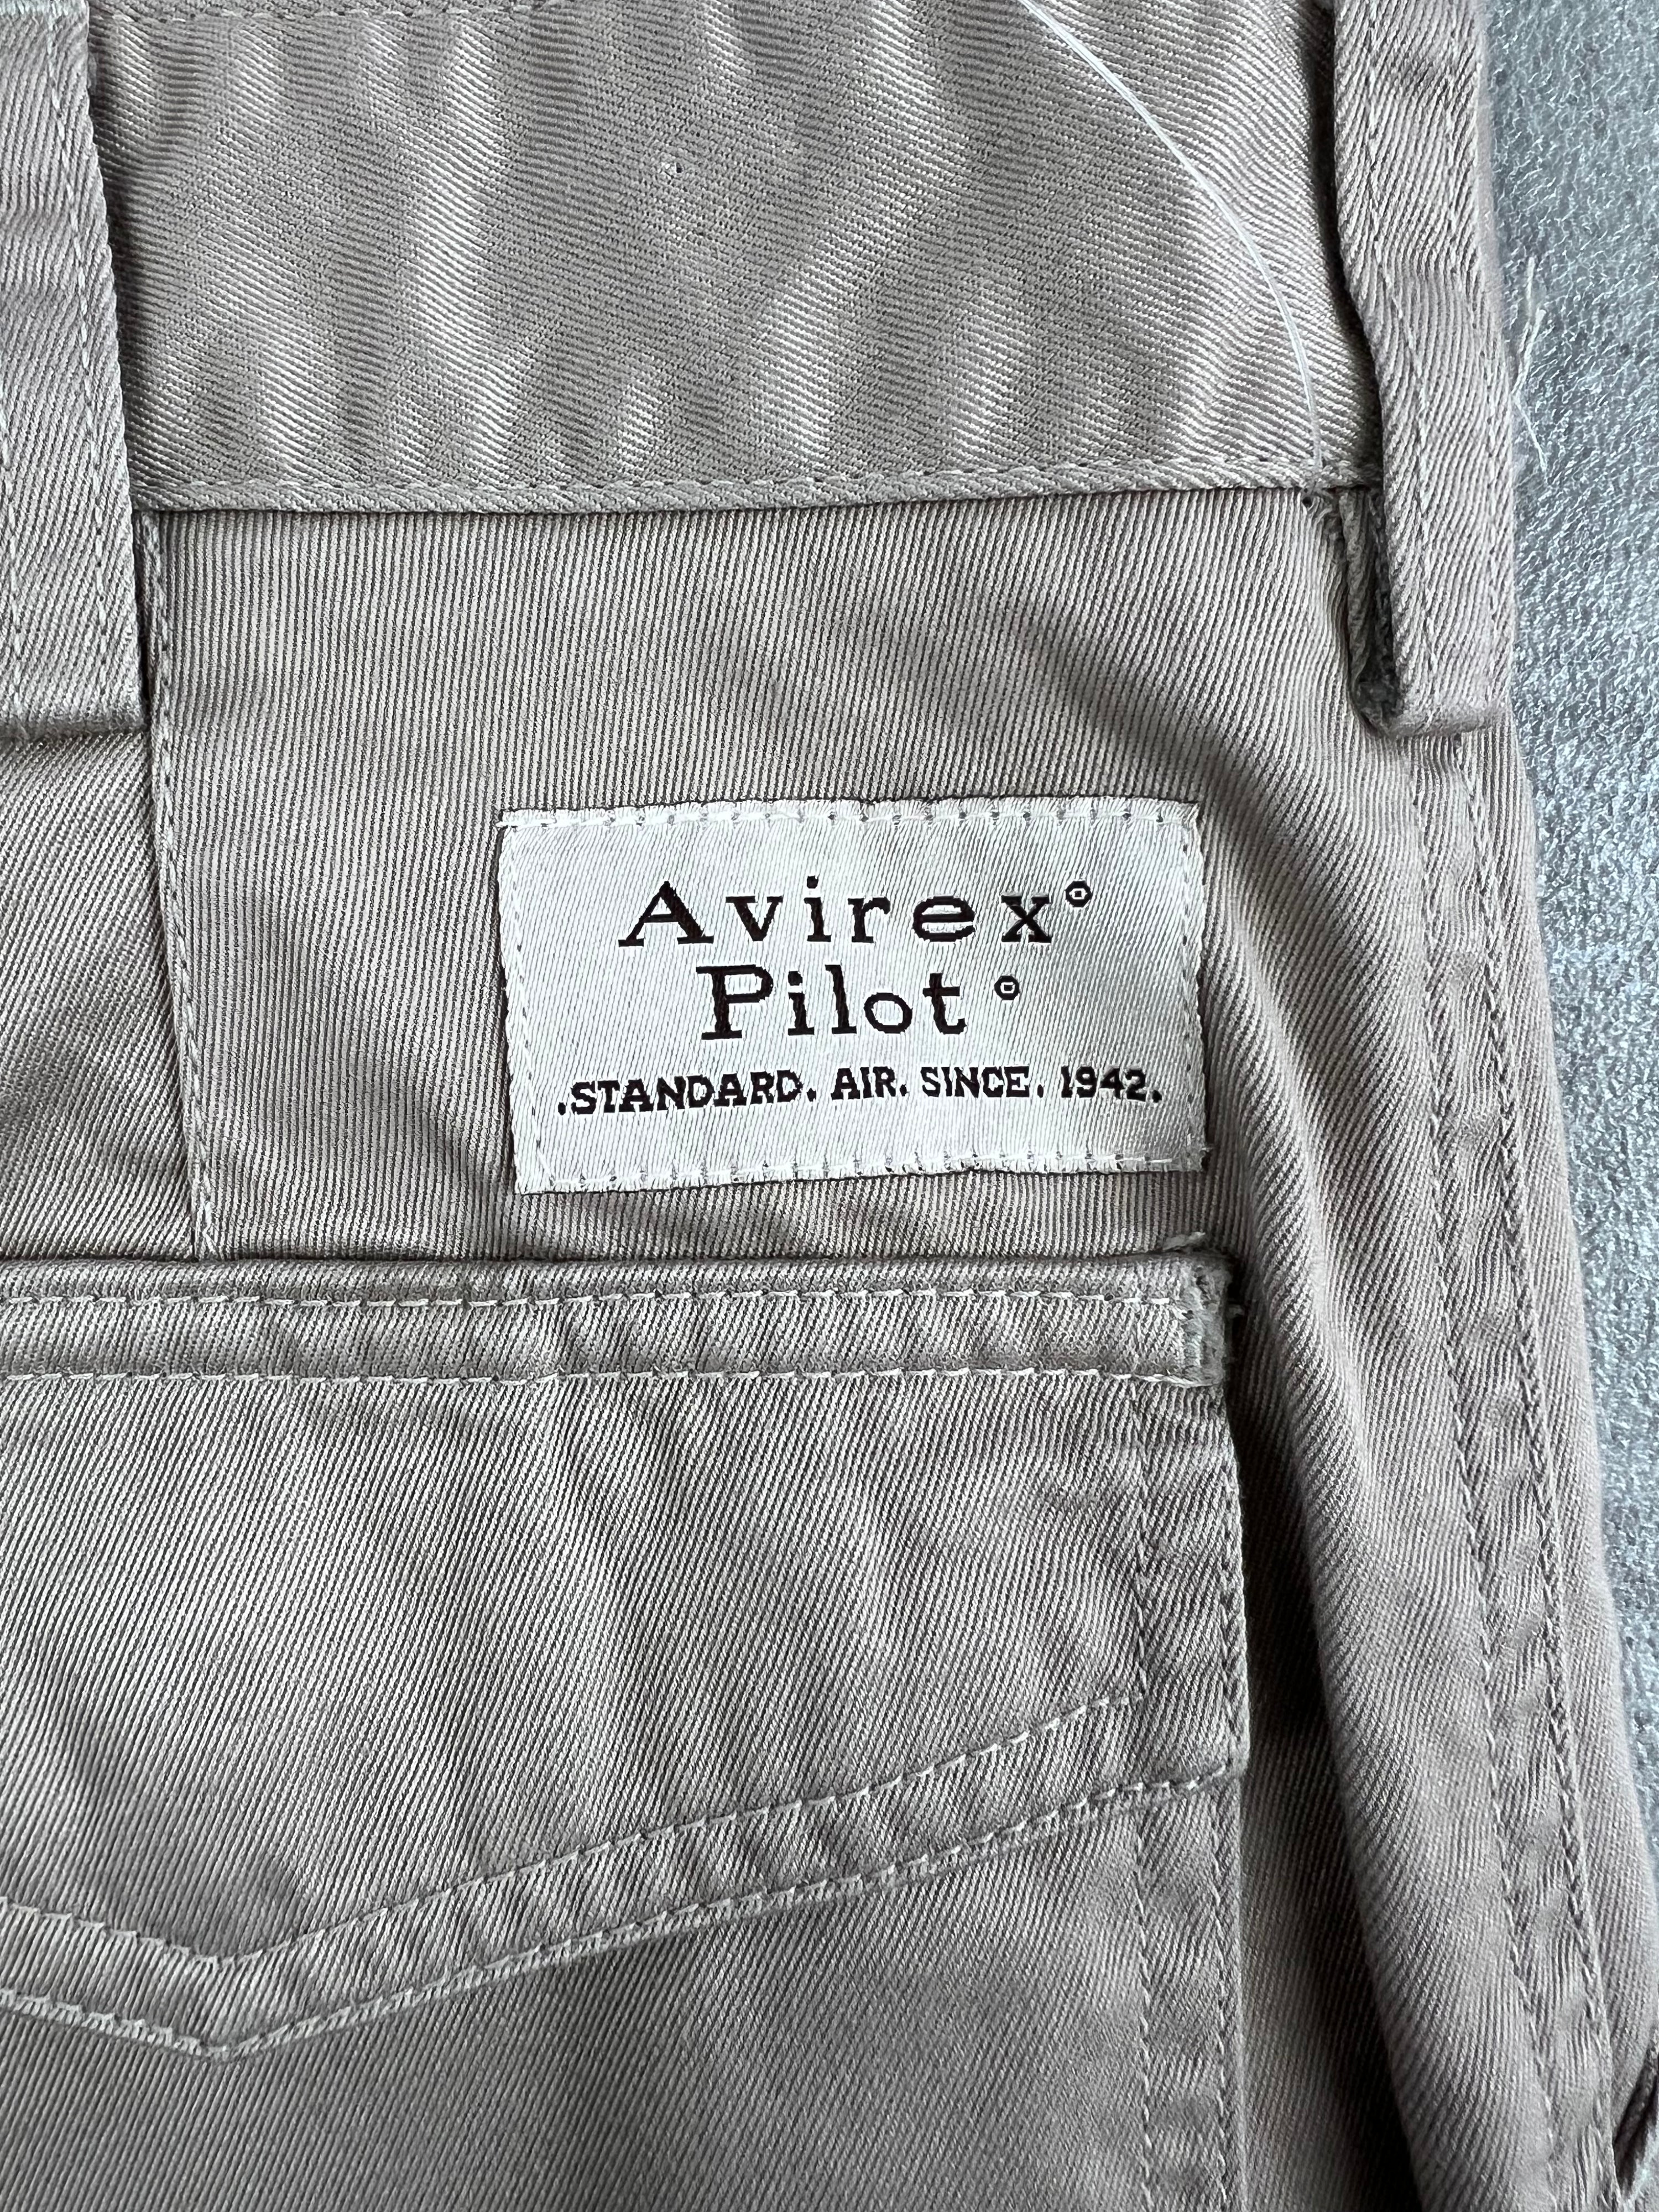 Avirex®
Pilot®
.STANDARD. AIR. SINCE. 1942.